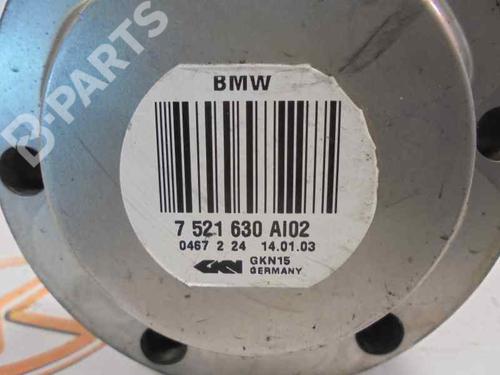 B-PARTS
BMW
7 521 630 AI02
0467 2 24 14.01.03
GKN GKN15
GERMANY